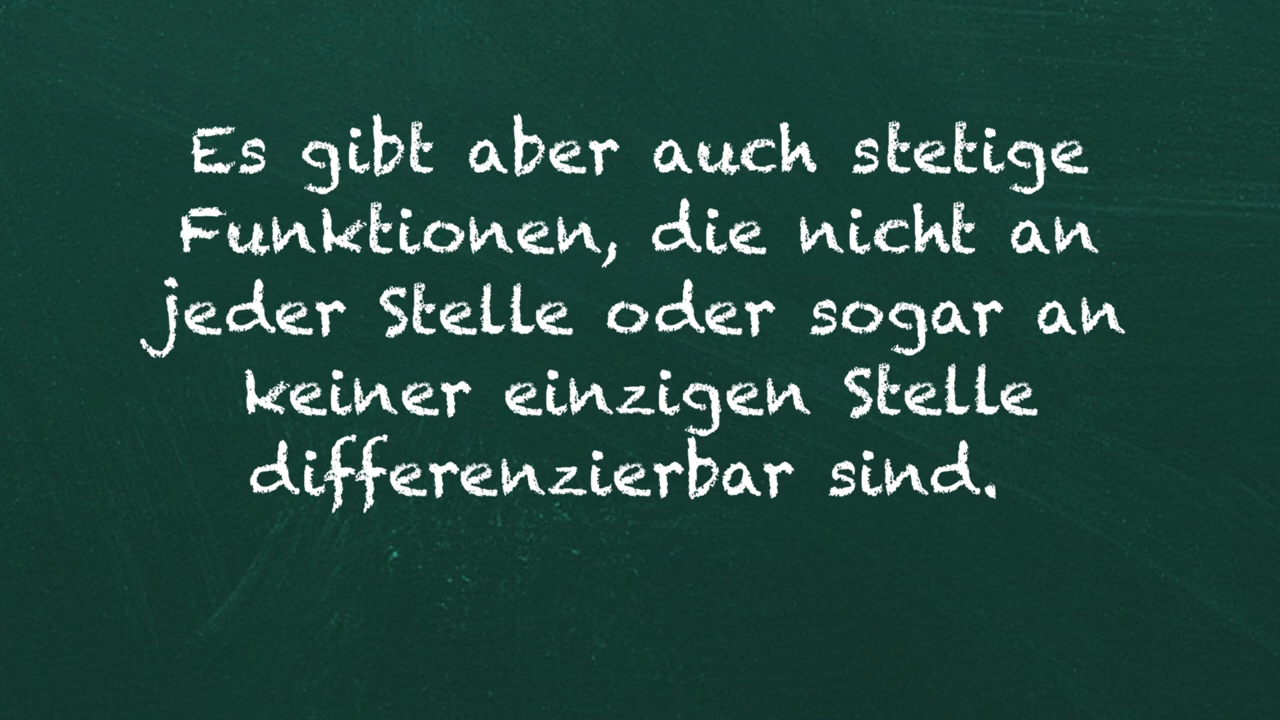 Es gibt aber auch stetige
Funktionen, die nicht an
jeder Stelle oder sogar an
keiner einzigen Stelle
differenzierbar sind.